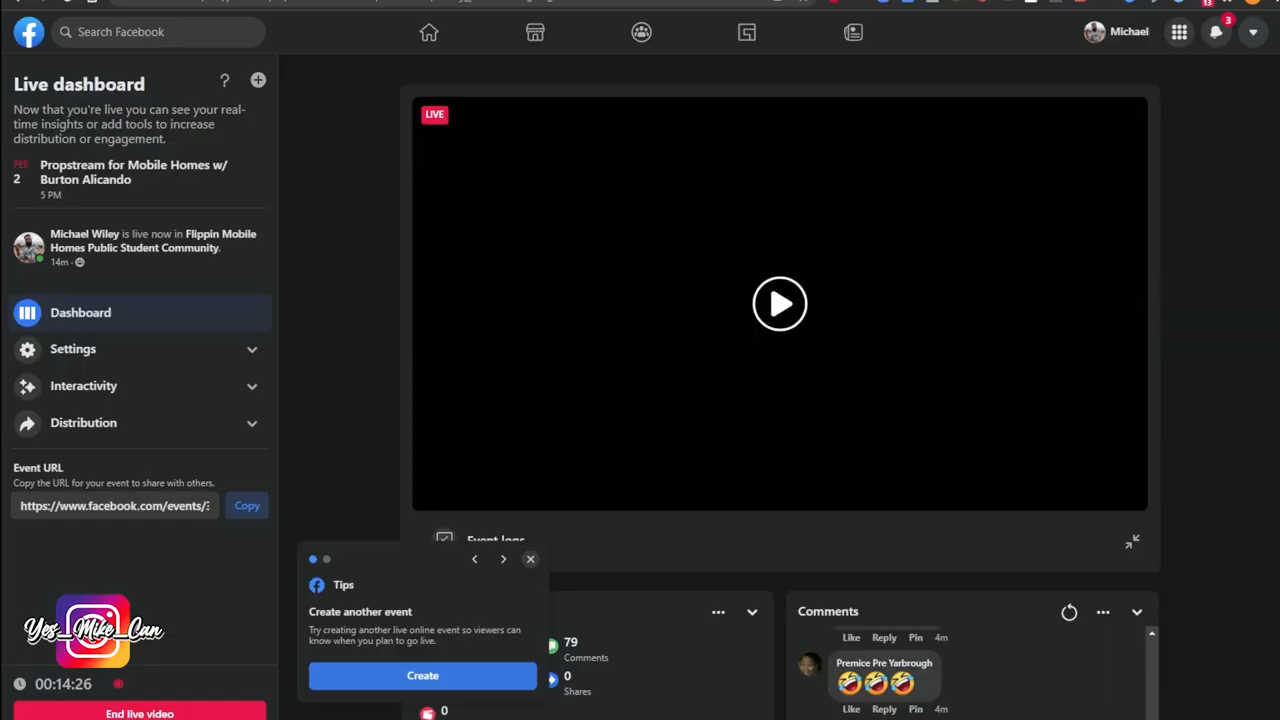 Search Facebook
Michael
3
13
Live dashboard
?
Now that you're live you can see your real-
time insights or add tools to increase
distribution or engagement.
FEB
2
Propstream for Mobile Homes w/
Burton Alicando
5 PM
Michael Wiley is live now in Flippin Mobile
Homes Public Student Community.
14m ·
Dashboard
Settings
Interactivity
Distribution
Event URL
Copy the URL for your event to share with others.
https://www.facebook.com/events/
Copy
Yes_Mike_Can
00:14:26
End live video
LIVE
Event logs
Tips
Create another event
Try creating another live online event so viewers can
know when you plan to go live.
Create
79
Comments
0
Shares
0
Comments
Like Reply Pin 4m
Premice Pre Yarbrough
🤣🤣🤣
Like Reply Pin 4m